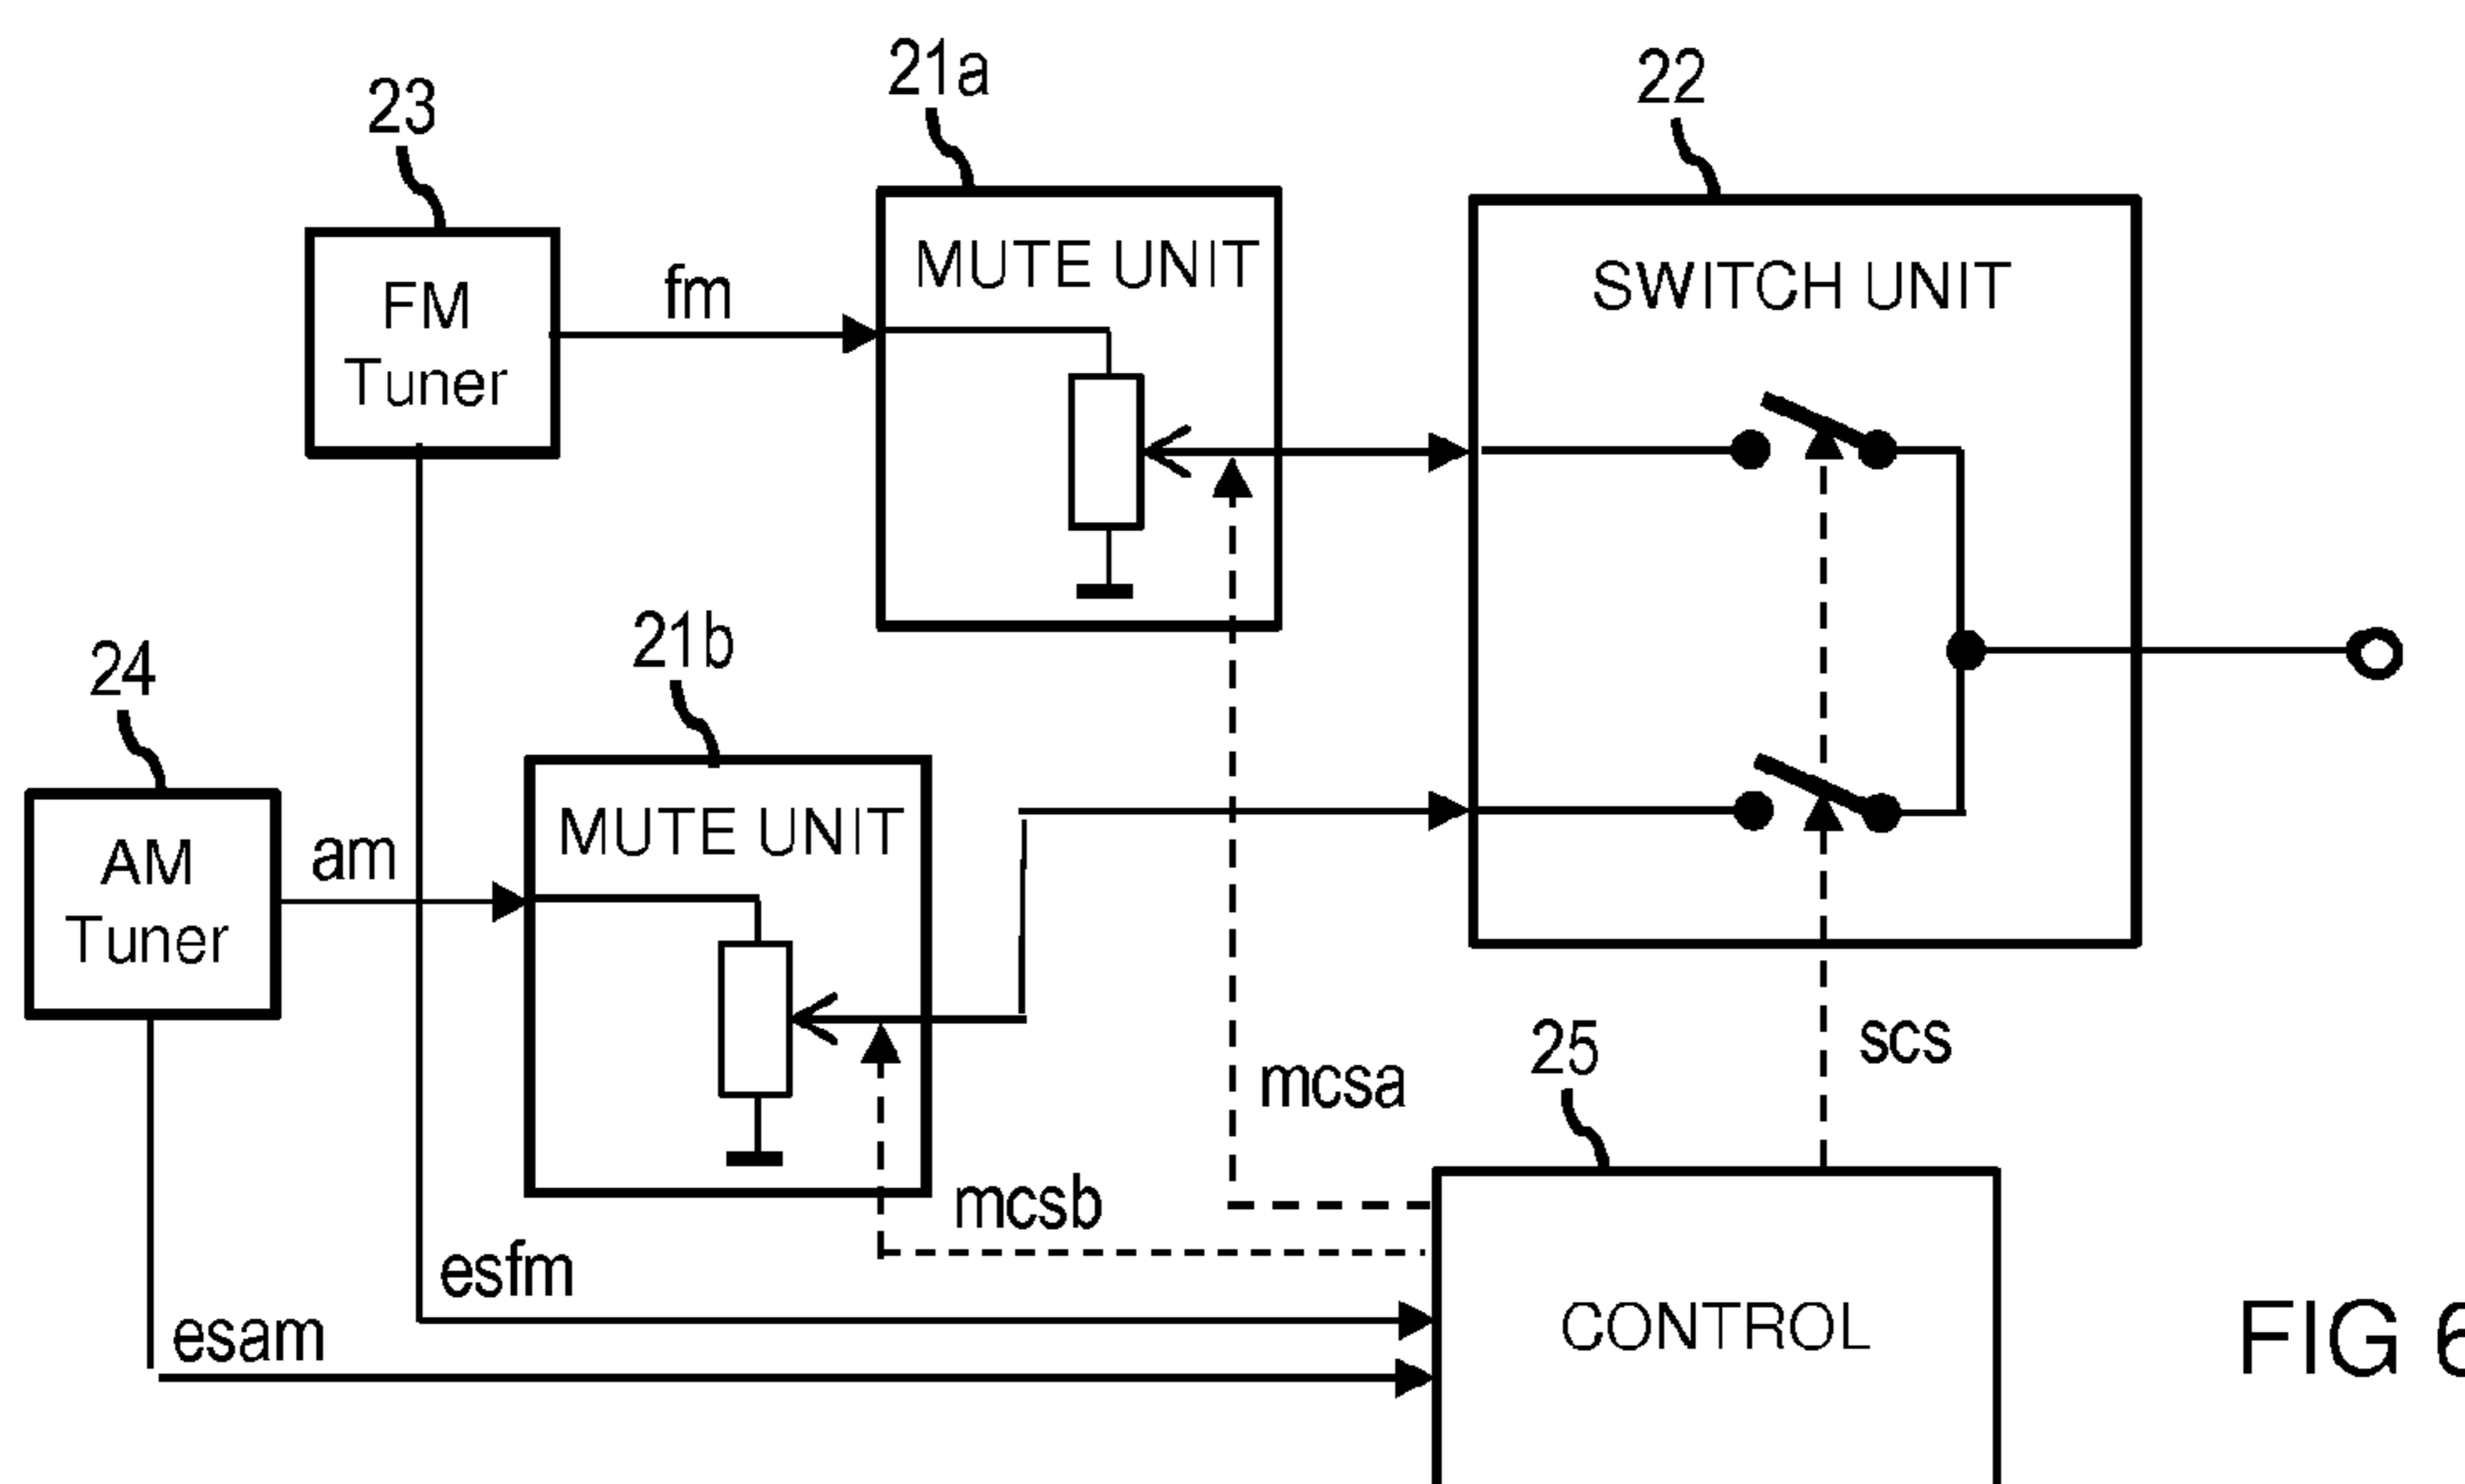 21a
22
23
MUTE UNIT
SWITCH UNIT
FM
Tuner
fm
21b
24
MUTE UNIT
AM
Tuner
am
25
scs
mcsa
mcsb
esfm
esam
CONTROL
FIG 6